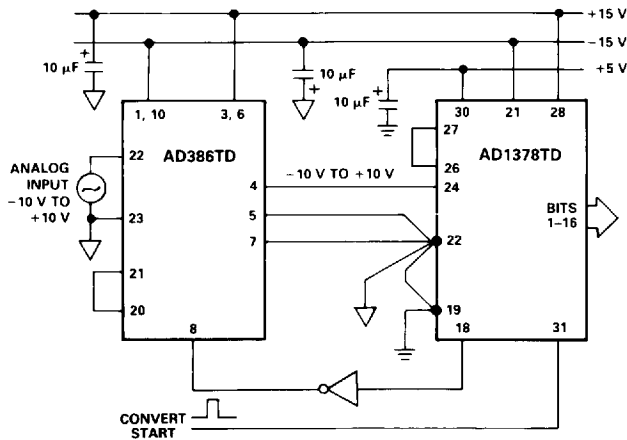 +15 V
−15 V
+5 V
10 µF
+
10 µF
+
10 µF
+
1, 10
3, 6
30
21
28
AD386TD
AD1378TD
27
26
22
ANALOG
INPUT
−10 V TO
+10 V
23
4
−10 V TO +10 V
24
5
7
22
BITS
1–16
21
20
19
8
18
31
CONVERT
START